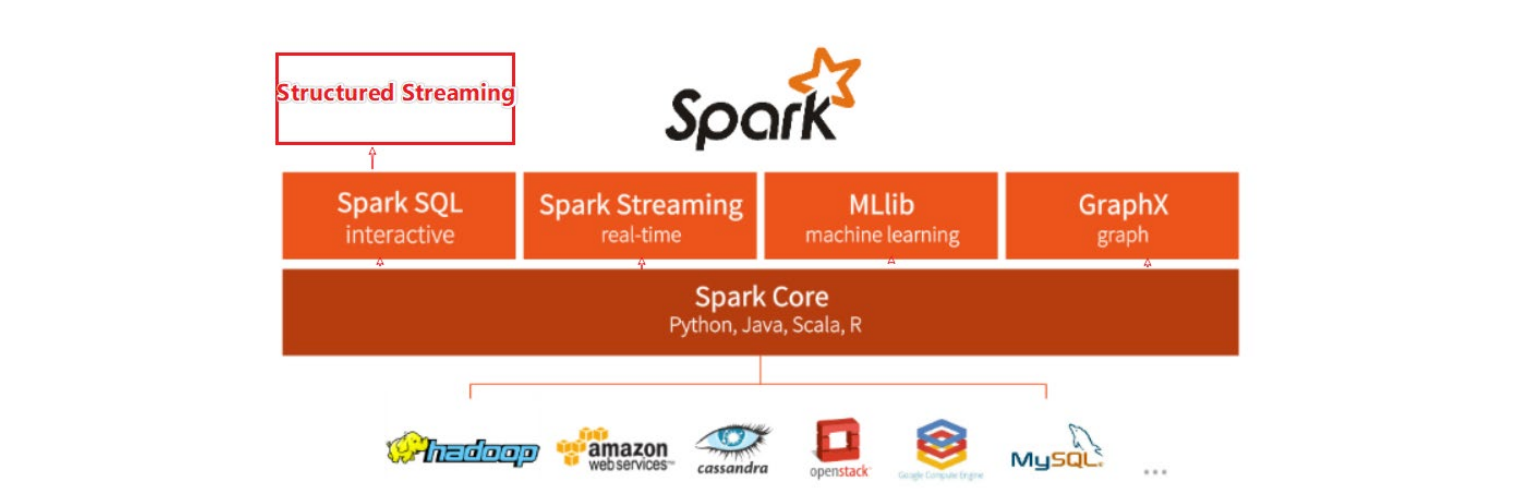 Structured Streaming
Spark
Spark SQL
interactive
Spark Streaming
real-time
MLlib
machine learning
GraphX
graph
Spark Core
Python, Java, Scala, R
hadoop
amazon
web services™
cassandra
openstack
Google Compute Engine
MySQL
...